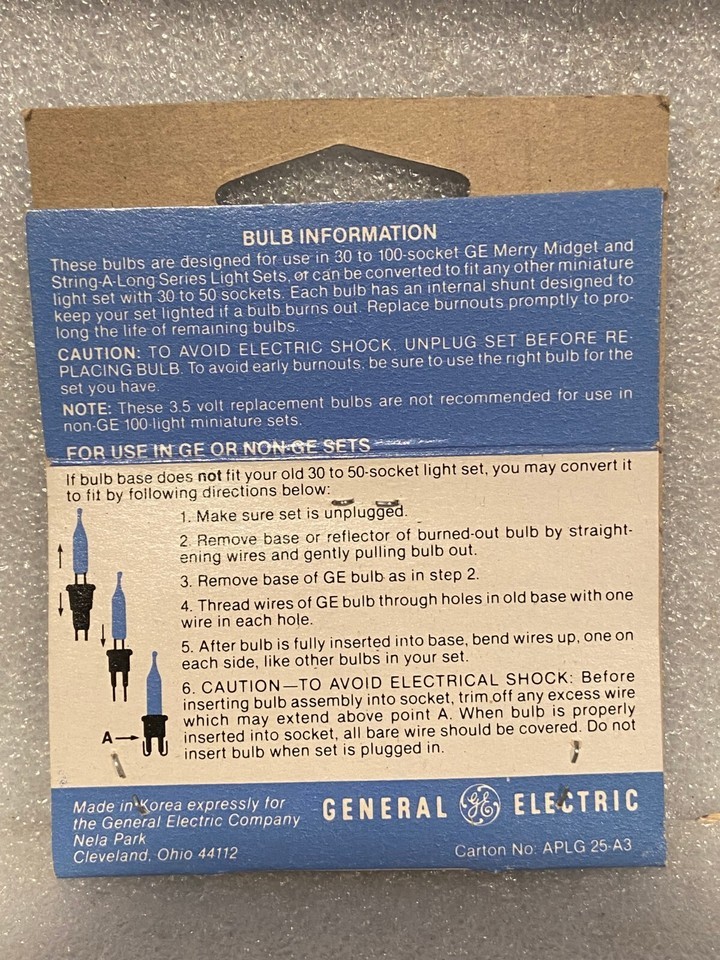 BULB INFORMATION
These bulbs are designed for use in 30 to 100-socket GE Merry Midget and
String-A-Long Series Light Sets, or can be converted to fit any other miniature
light set with 30 to 50 sockets. Each bulb has an internal shunt designed to
keep your set lighted if a bulb burns out. Replace burnouts promptly to pro-
long the life of remaining bulbs.
CAUTION: TO AVOID ELECTRIC SHOCK, UNPLUG SET BEFORE RE-
PLACING BULB. To avoid early burnouts, be sure to use the right bulb for the
set you have.
NOTE: These 3.5 volt replacement bulbs are not recommended for use in
non-GE 100-light miniature sets.
FOR USE IN GE OR NON-GE SETS
If bulb base does not fit your old 30 to 50-socket light set, you may convert it
to fit by following directions below:
1. Make sure set is unplugged.
2. Remove base or reflector of burned-out bulb by straight-
ening wires and gently pulling bulb out.
3. Remove base of GE bulb as in step 2.
4. Thread wires of GE bulb through holes in old base with one
wire in each hole.
5. After bulb is fully inserted into base, bend wires up, one on
each side, like other bulbs in your set.
6. CAUTION—TO AVOID ELECTRICAL SHOCK: Before
inserting bulb assembly into socket, trim off any excess wire
which may extend above point A. When bulb is properly
inserted into socket, all bare wire should be covered. Do not
insert bulb when set is plugged in.
A
Made in Korea expressly for
the General Electric Company
Nela Park
Cleveland, Ohio 44112
GENERAL GE ELECTRIC
Carton No: APLG 25-A3